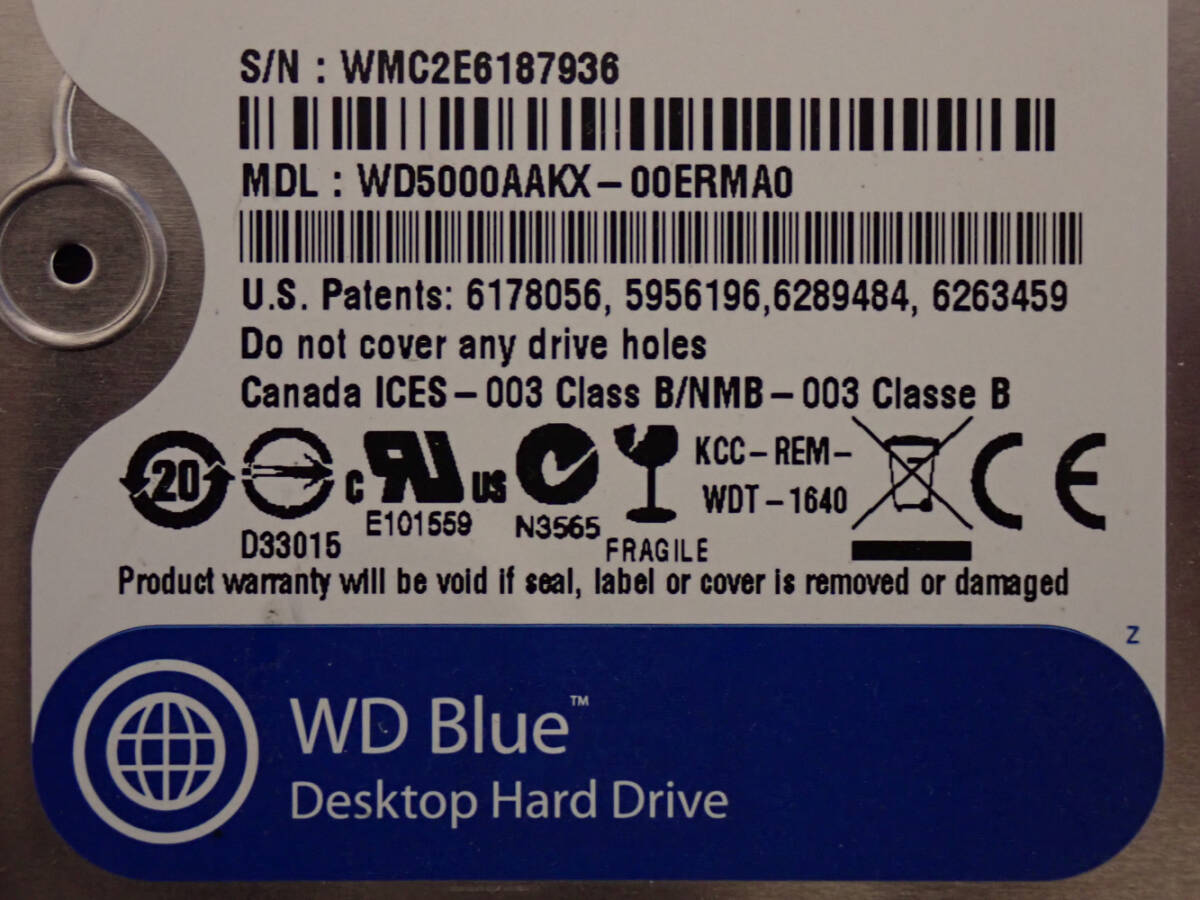 S/N : WMC2E6187936
MDL : WD5000AAKX-00ERMA0
U.S. Patents: 6178056, 5956196,6289484, 6263459
Do not cover any drive holes
Canada ICES-003 Class B/NMB-003 Classe B
20
D33015
c RU US
E101559
N3565
FRAGILE
KCC-REM-
WDT-1640
CE
Product warranty will be void if seal, label or cover is removed or damaged
Z
WD Blue™
Desktop Hard Drive